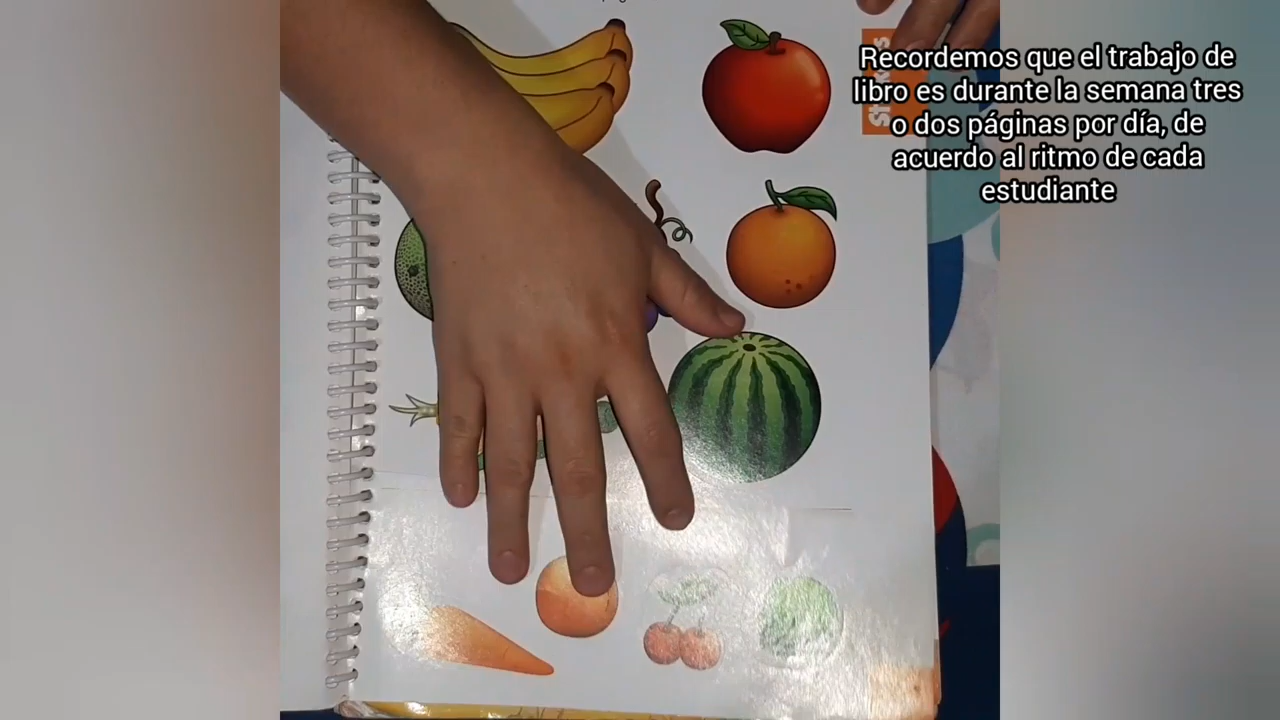 Recordemos que el trabajo de
libro es durante la semana tres
o dos páginas por día, de
acuerdo al ritmo de cada
estudiante